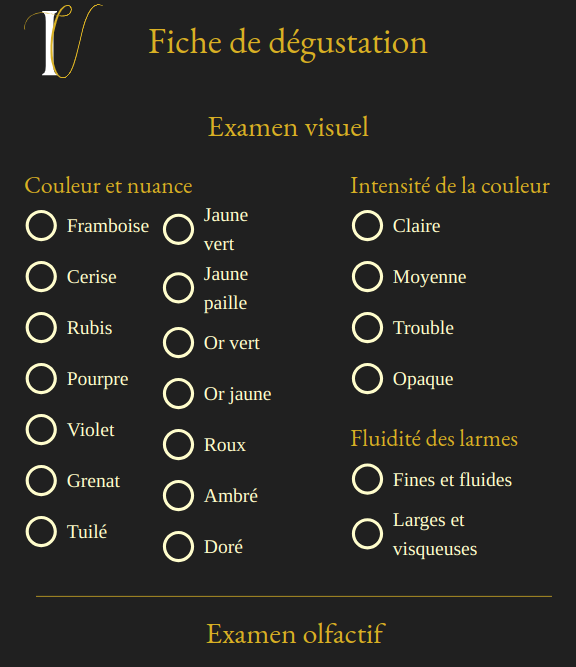 IV
Fiche de dégustation
Examen visuel
Couleur et nuance
Framboise
Cerise
Rubis
Pourpre
Violet
Grenat
Tuilé
Jaune
vert
Jaune
paille
Or vert
Or jaune
Roux
Ambré
Doré
Intensité de la couleur
Claire
Moyenne
Trouble
Opaque
Fluidité des larmes
Fines et fluides
Larges et
visqueuses
Examen olfactif